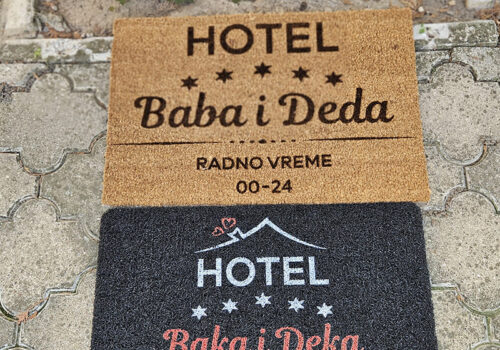 HOTEL
Baba i Deda
RADNO VREME
00-24
HOTEL
Baka i Deka